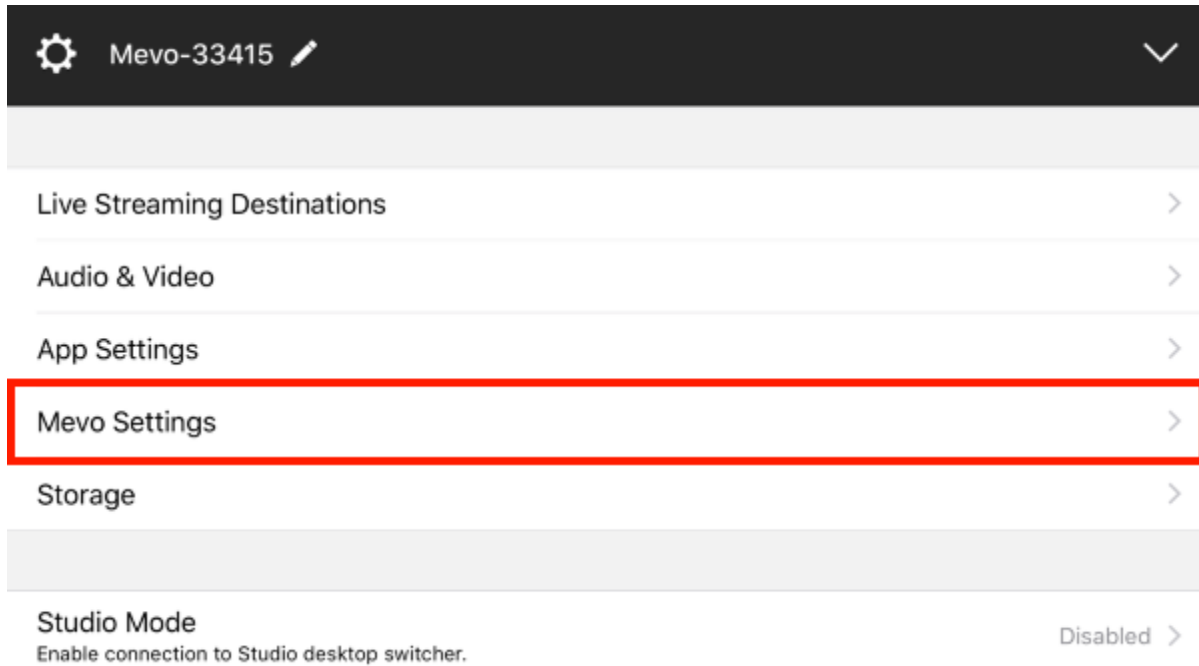 Mevo-33415
Live Streaming Destinations
Audio & Video
App Settings
Mevo Settings
Storage
Studio Mode
Disabled
Enable connection to Studio desktop switcher.